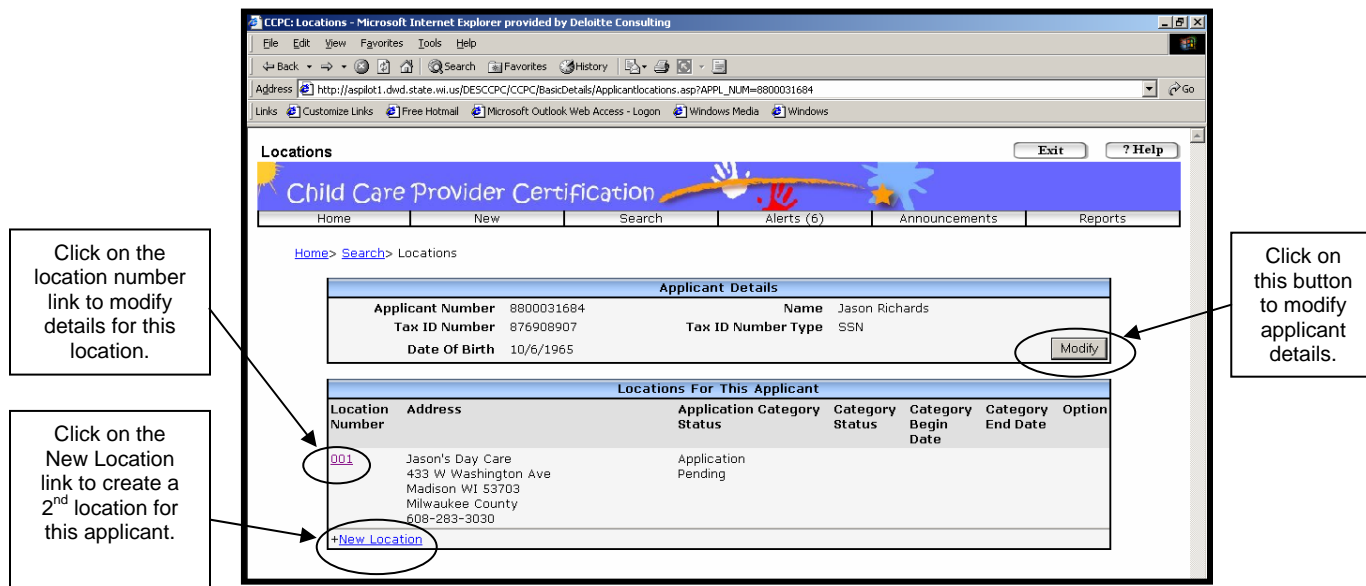 CCPC: Locations - Microsoft Internet Explorer provided by Deloitte Consulting
File Edit View Favorites Tools Help
Back Search Favorites History
Address http://aspilot1.dwd.state.wi.us/DESCCPC/CCPC/BasicDetails/Applicantlocations.asp?APPL_NUM=8800031684 Go
Links Customize Links Free Hotmail Microsoft Outlook Web Access - Logon Windows Media Windows
Locations Exit ? Help
Child Care Provider Certification
Home New Search Alerts (6) Announcements Reports
Home> Search> Locations
Applicant Details
Applicant Number 8800031684 Name Jason Richards
Tax ID Number 876908907 Tax ID Number Type SSN
Date Of Birth 10/6/1965 Modify
Locations For This Applicant
Location Address Application Category Category Category Category Option
Number Status Status Begin End Date
Date
001 Jason's Day Care Application
433 W Washington Ave Pending
Madison WI 53703
Milwaukee County
608-283-3030
+New Location
Click on the
location number
link to modify
details for this
location.
Click on the
New Location
link to create a
2nd location for
this applicant.
Click on
this button
to modify
applicant
details.